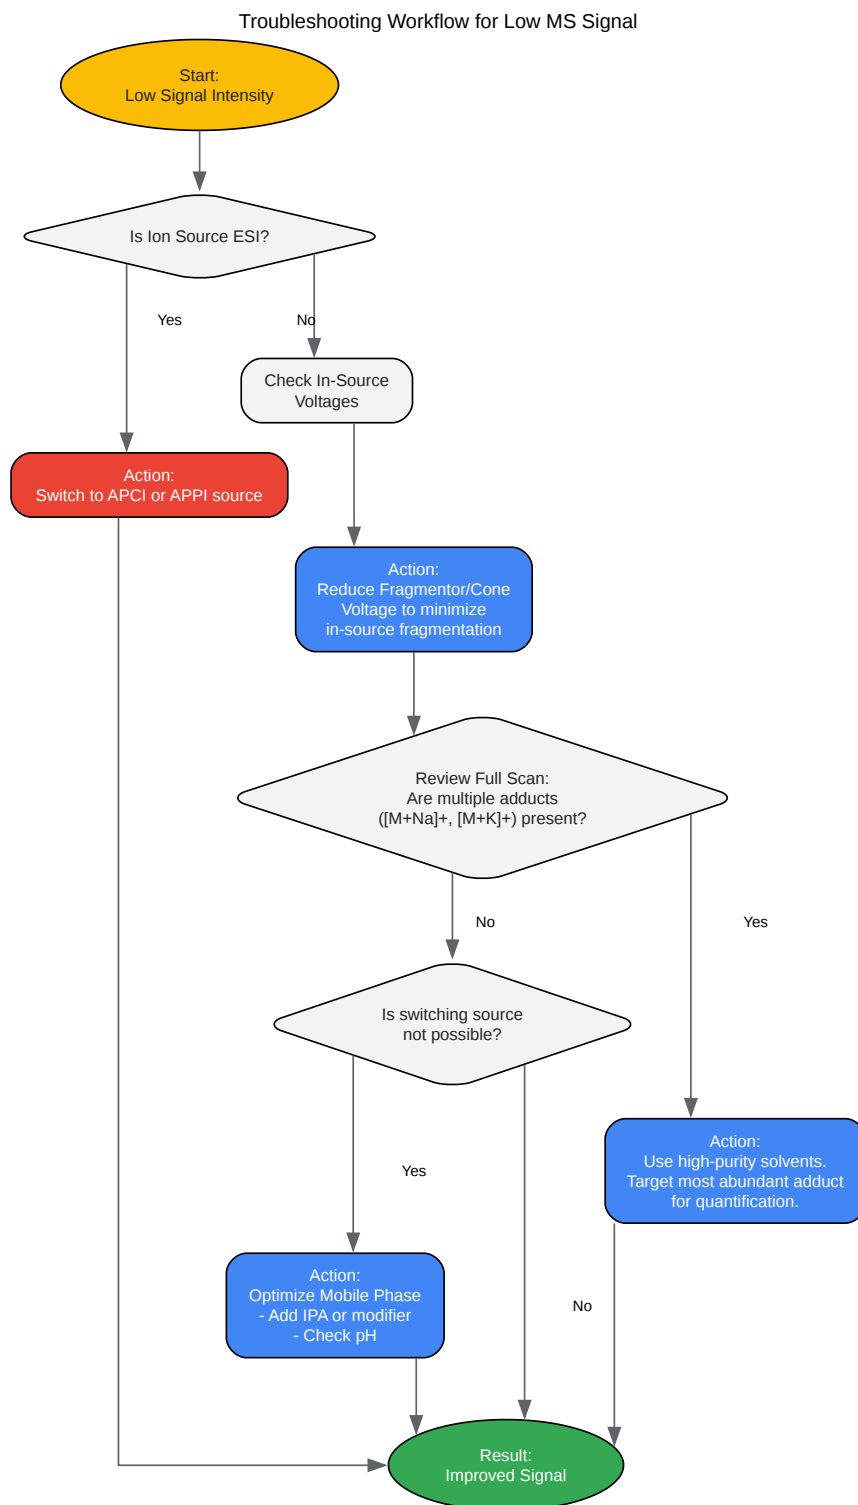 Troubleshooting Workflow for Low MS Signal
Start:
Low Signal Intensity
Is Ion Source ESI?
Yes
No
Check In-Source
Voltages
Action:
Switch to APCI or APPI source
Action:
Reduce Fragmentor/Cone
Voltage to minimize
in-source fragmentation
Review Full Scan:
Are multiple adducts
([M+Na]+, [M+K]+) present?
No
Yes
Is switching source
not possible?
Action:
Use high-purity solvents.
Target most abundant adduct
for quantification.
Yes
Action:
Optimize Mobile Phase
- Add IPA or modifier
- Check pH
No
Result:
Improved Signal